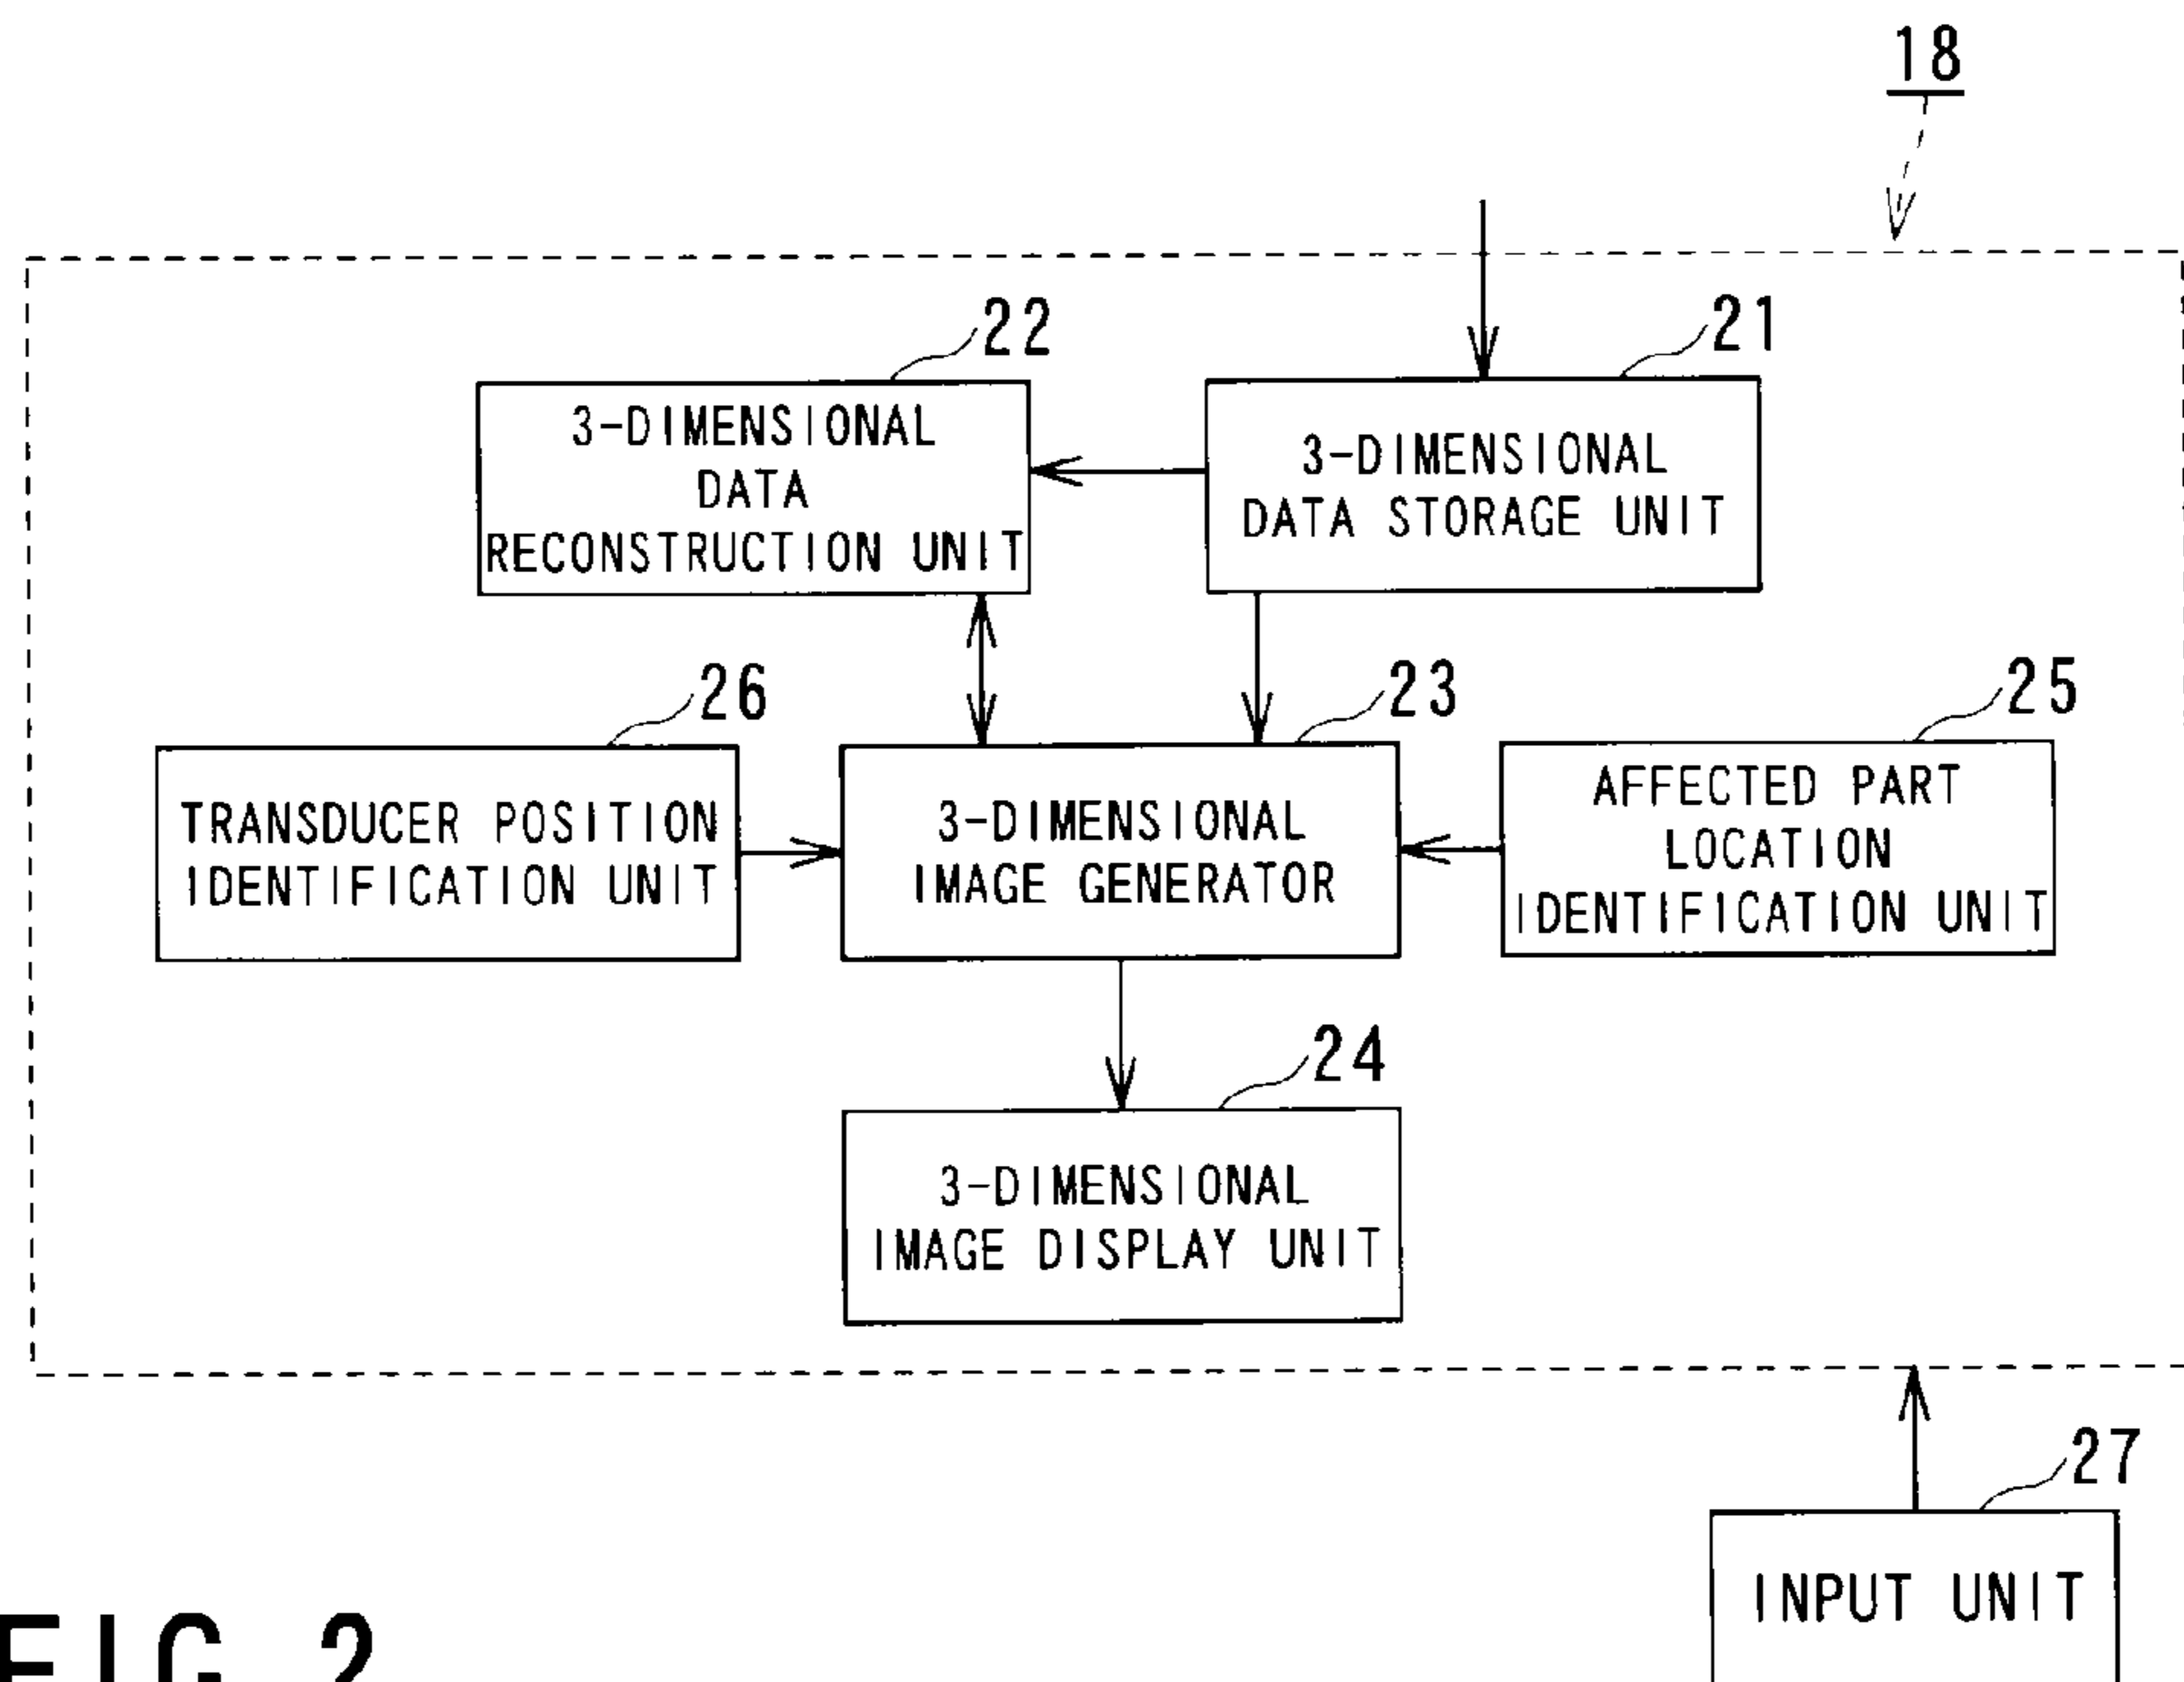 18
22
21
3-DIMENSIONAL
DATA
RECONSTRUCTION UNIT
3-DIMENSIONAL
DATA STORAGE UNIT
26
23
25
TRANSDUCER POSITION
IDENTIFICATION UNIT
3-DIMENSIONAL
IMAGE GENERATOR
AFFECTED PART
LOCATION
IDENTIFICATION UNIT
24
3-DIMENSIONAL
IMAGE DISPLAY UNIT
27
INPUT UNIT
FIG 2